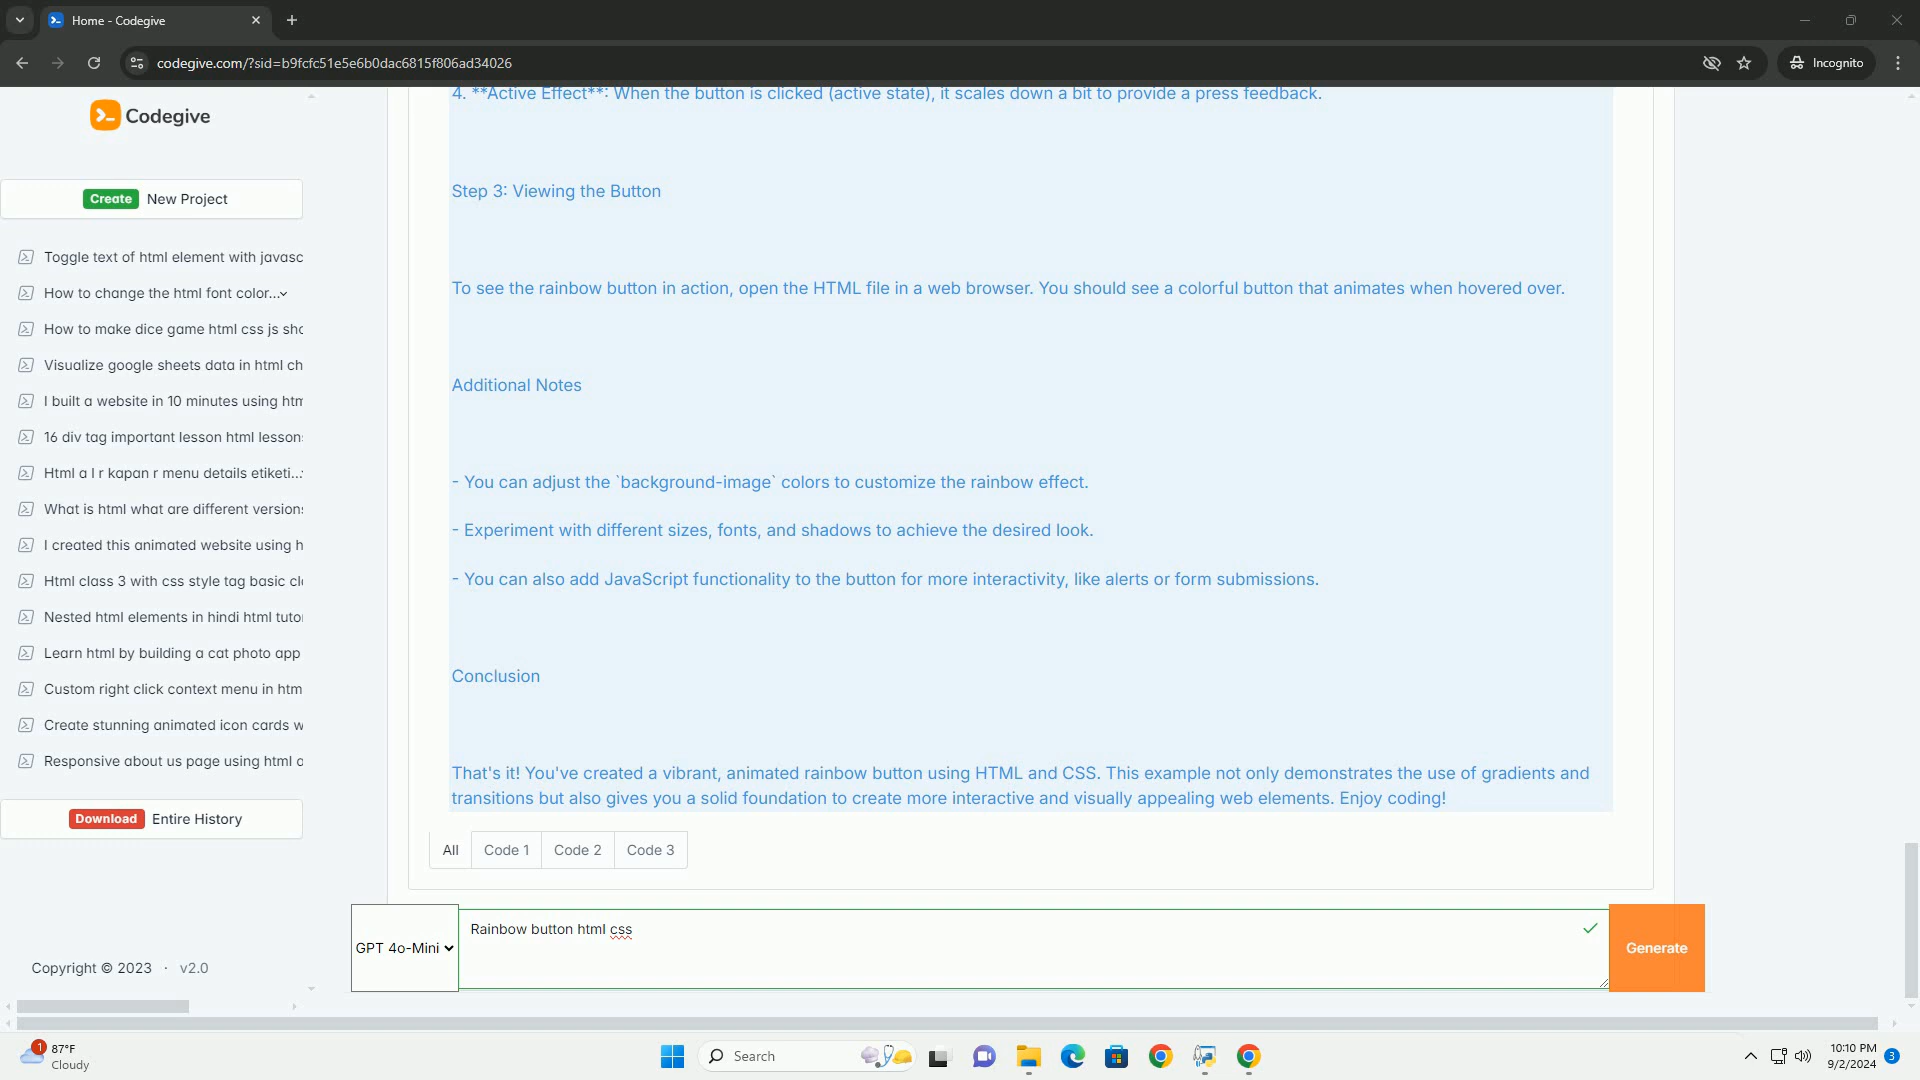 Home - Codegive
codegive.com/?sid=b9fcfc51e5e6b0dac6815f806ad34026
Incognito
Codegive
Create New Project
Toggle text of html element with javasc
How to change the html font color...
How to make dice game html css js sho
Visualize google sheets data in html ch
I built a website in 10 minutes using htm
16 div tag important lesson html lesson
Html a l r kapan r menu details etiketi...
What is html what are different version
I created this animated website using h
Html class 3 with css style tag basic cl
Nested html elements in hindi html tuto
Learn html by building a cat photo app
Custom right click context menu in htm
Create stunning animated icon cards w
Responsive about us page using html a
Download Entire History
Copyright © 2023 · v2.0
4. **Active Effect**: When the button is clicked (active state), it scales down a bit to provide a press feedback.
Step 3: Viewing the Button
To see the rainbow button in action, open the HTML file in a web browser. You should see a colorful button that animates when hovered over.
Additional Notes
- You can adjust the `background-image` colors to customize the rainbow effect.
- Experiment with different sizes, fonts, and shadows to achieve the desired look.
- You can also add JavaScript functionality to the button for more interactivity, like alerts or form submissions.
Conclusion
That's it! You've created a vibrant, animated rainbow button using HTML and CSS. This example not only demonstrates the use of gradients and
transitions but also gives you a solid foundation to create more interactive and visually appealing web elements. Enjoy coding!
All Code 1 Code 2 Code 3
GPT 4o-Mini
Rainbow button html css
Generate
1
87°F
Cloudy
Search
10:10 PM
9/2/2024
3